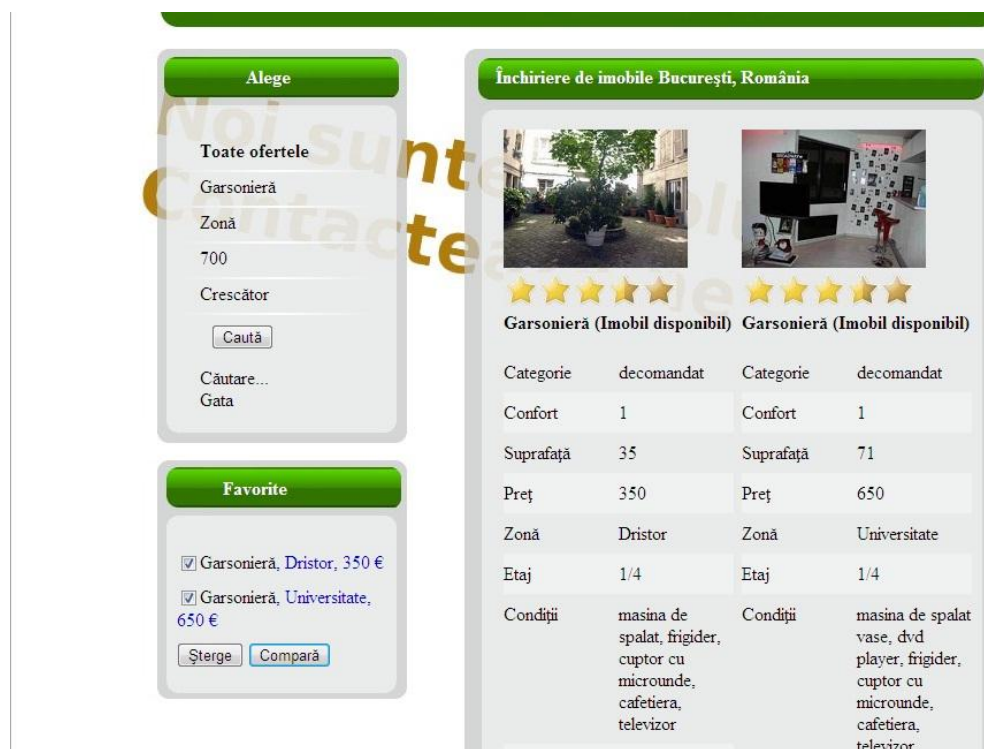 Alege
Toate ofertele
Garsonieră
Zonă
700
Crescător
Caută
Căutare...
Gata
Favorite
Garsonieră, Dristor, 350 €
Garsonieră, Universitate,
650 €
Şterge Compară
Închiriere de imobile Bucureşti, România
Garsonieră (Imobil disponibil) Garsonieră (Imobil disponibil)
Categorie decomandat Categorie decomandat
Confort 1 Confort 1
Suprafaţă 35 Suprafaţă 71
Preţ 350 Preţ 650
Zonă Dristor Zonă Universitate
Etaj 1/4 Etaj 1/4
Condiţii masina de Condiţii masina de spalat
spalat, frigider, vase, dvd
cuptor cu player, frigider,
microunde, cuptor cu
cafetiera, microunde,
televizor cafetiera,
televizor
Noi sunte
Contactea